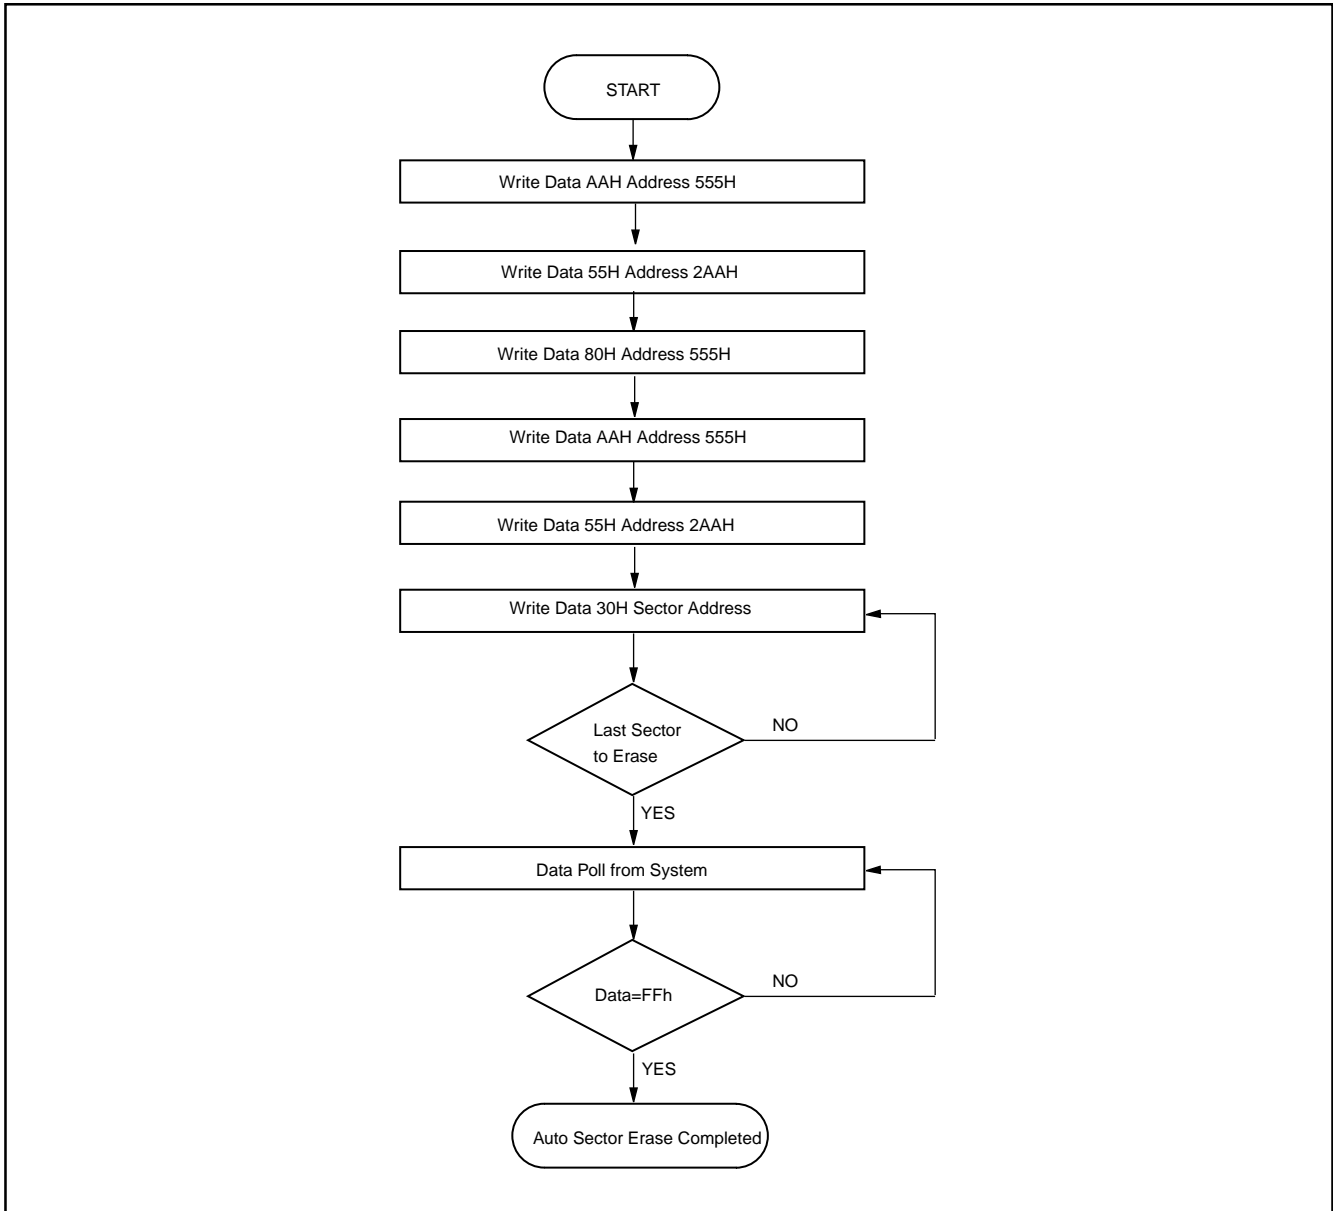 START
Write Data AAH Address 555H
Write Data 55H Address 2AAH
Write Data 80H Address 555H
Write Data AAH Address 555H
Write Data 55H Address 2AAH
Write Data 30H Sector Address
Last Sector
to Erase
NO
YES
Data Poll from System
Data=FFh
NO
YES
Auto Sector Erase Completed